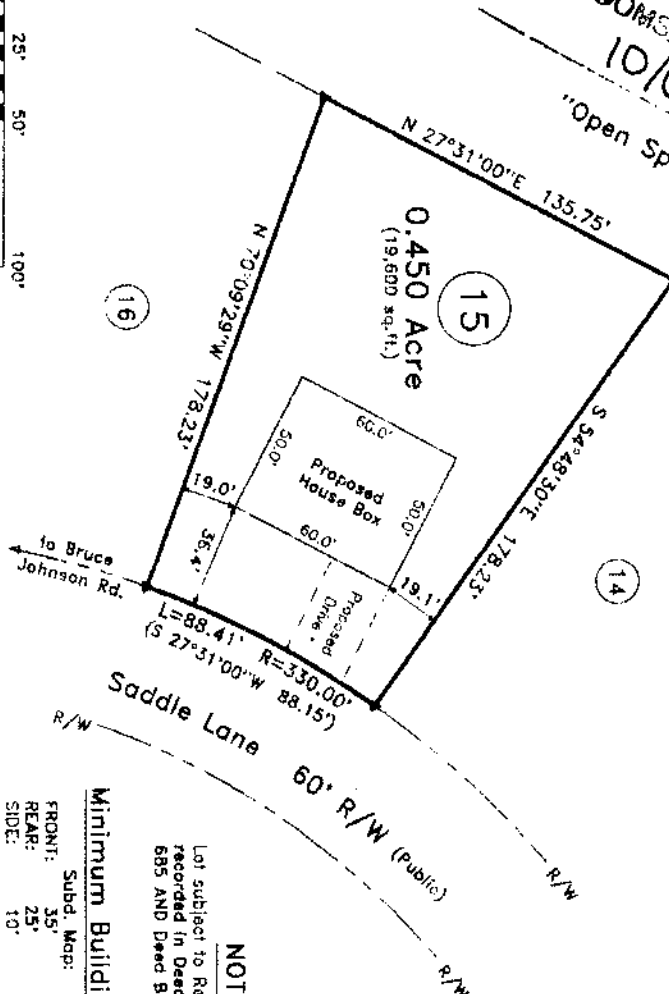 25'
50'
100'
10/
"Open Sp
N 27°31'00"E 135.75'
15
0.450 Acre
(19,600 sq.ft.)
N 70°09'29"W 178.23'
S 54°48'30"E 178.23'
16
14
60.0'
50.0'
Proposed
House Box
50.0'
60.0'
19.0'
19.1'
36.4'
Proposed
Drive
to Bruce
Johnson Rd.
L=88.41' R=330.00'
(S 27°31'00"W 88.15')
Saddle Lane 60' R/W (Public)
R/W
R/W
R/W
NOT
Lot subject to Re
recorded in Deed
685 AND Deed B
Minimum Buildi
Subd. Map:
FRONT: 35'
REAR: 25'
SIDE: 10'